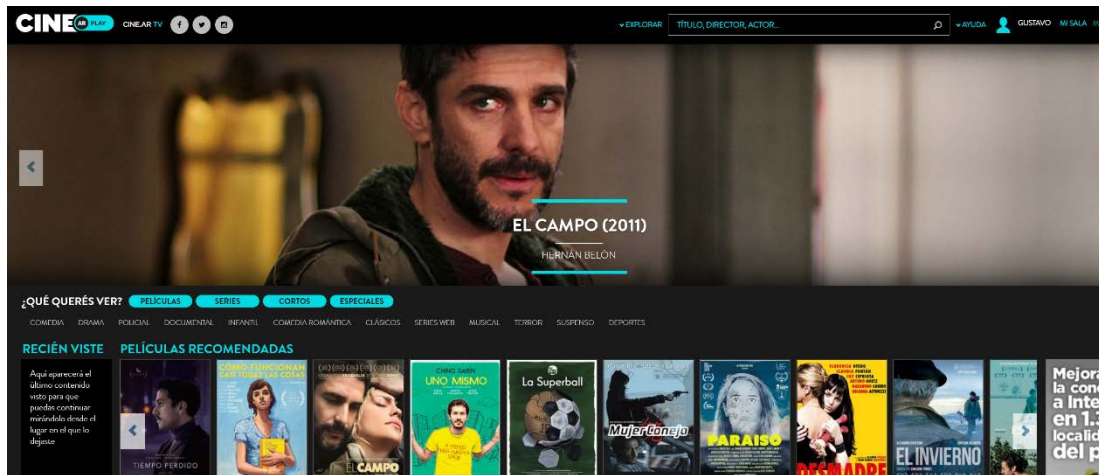 CINE AR PLAY
CINE.AR TV
EXPLORAR
TÍTULO, DIRECTOR, ACTOR...
AYUDA
GUSTAVO
MI SALA
EL CAMPO (2011)
HERNÁN BELÓN
¿QUÉ QUERÉS VER?
PELÍCULAS
SERIES
CORTOS
ESPECIALES
COMEDIA DRAMA POLICIAL DOCUMENTAL INFANTIL COMEDIA ROMÁNTICA CLÁSICOS SERIES WEB MUSICAL TERROR SUSPENSO DEPORTES
RECIÉN VISTE
PELÍCULAS RECOMENDADAS
Aquí aparecerá el
último contenido
visto para que
puedas continuar
mirándolo desde el
lugar en el que lo
dejaste
TIEMPO PERDIDO
CÓMO FUNCIONAN
CASI TODAS LAS COSAS
EL CAMPO
CHINO DARÍN
UNO MISMO
La Superball
MujerConejo
PARAISO
DESMADRE
EL INVIERNO
Mejora
la con
a Inte
en 1.3
localid
del p